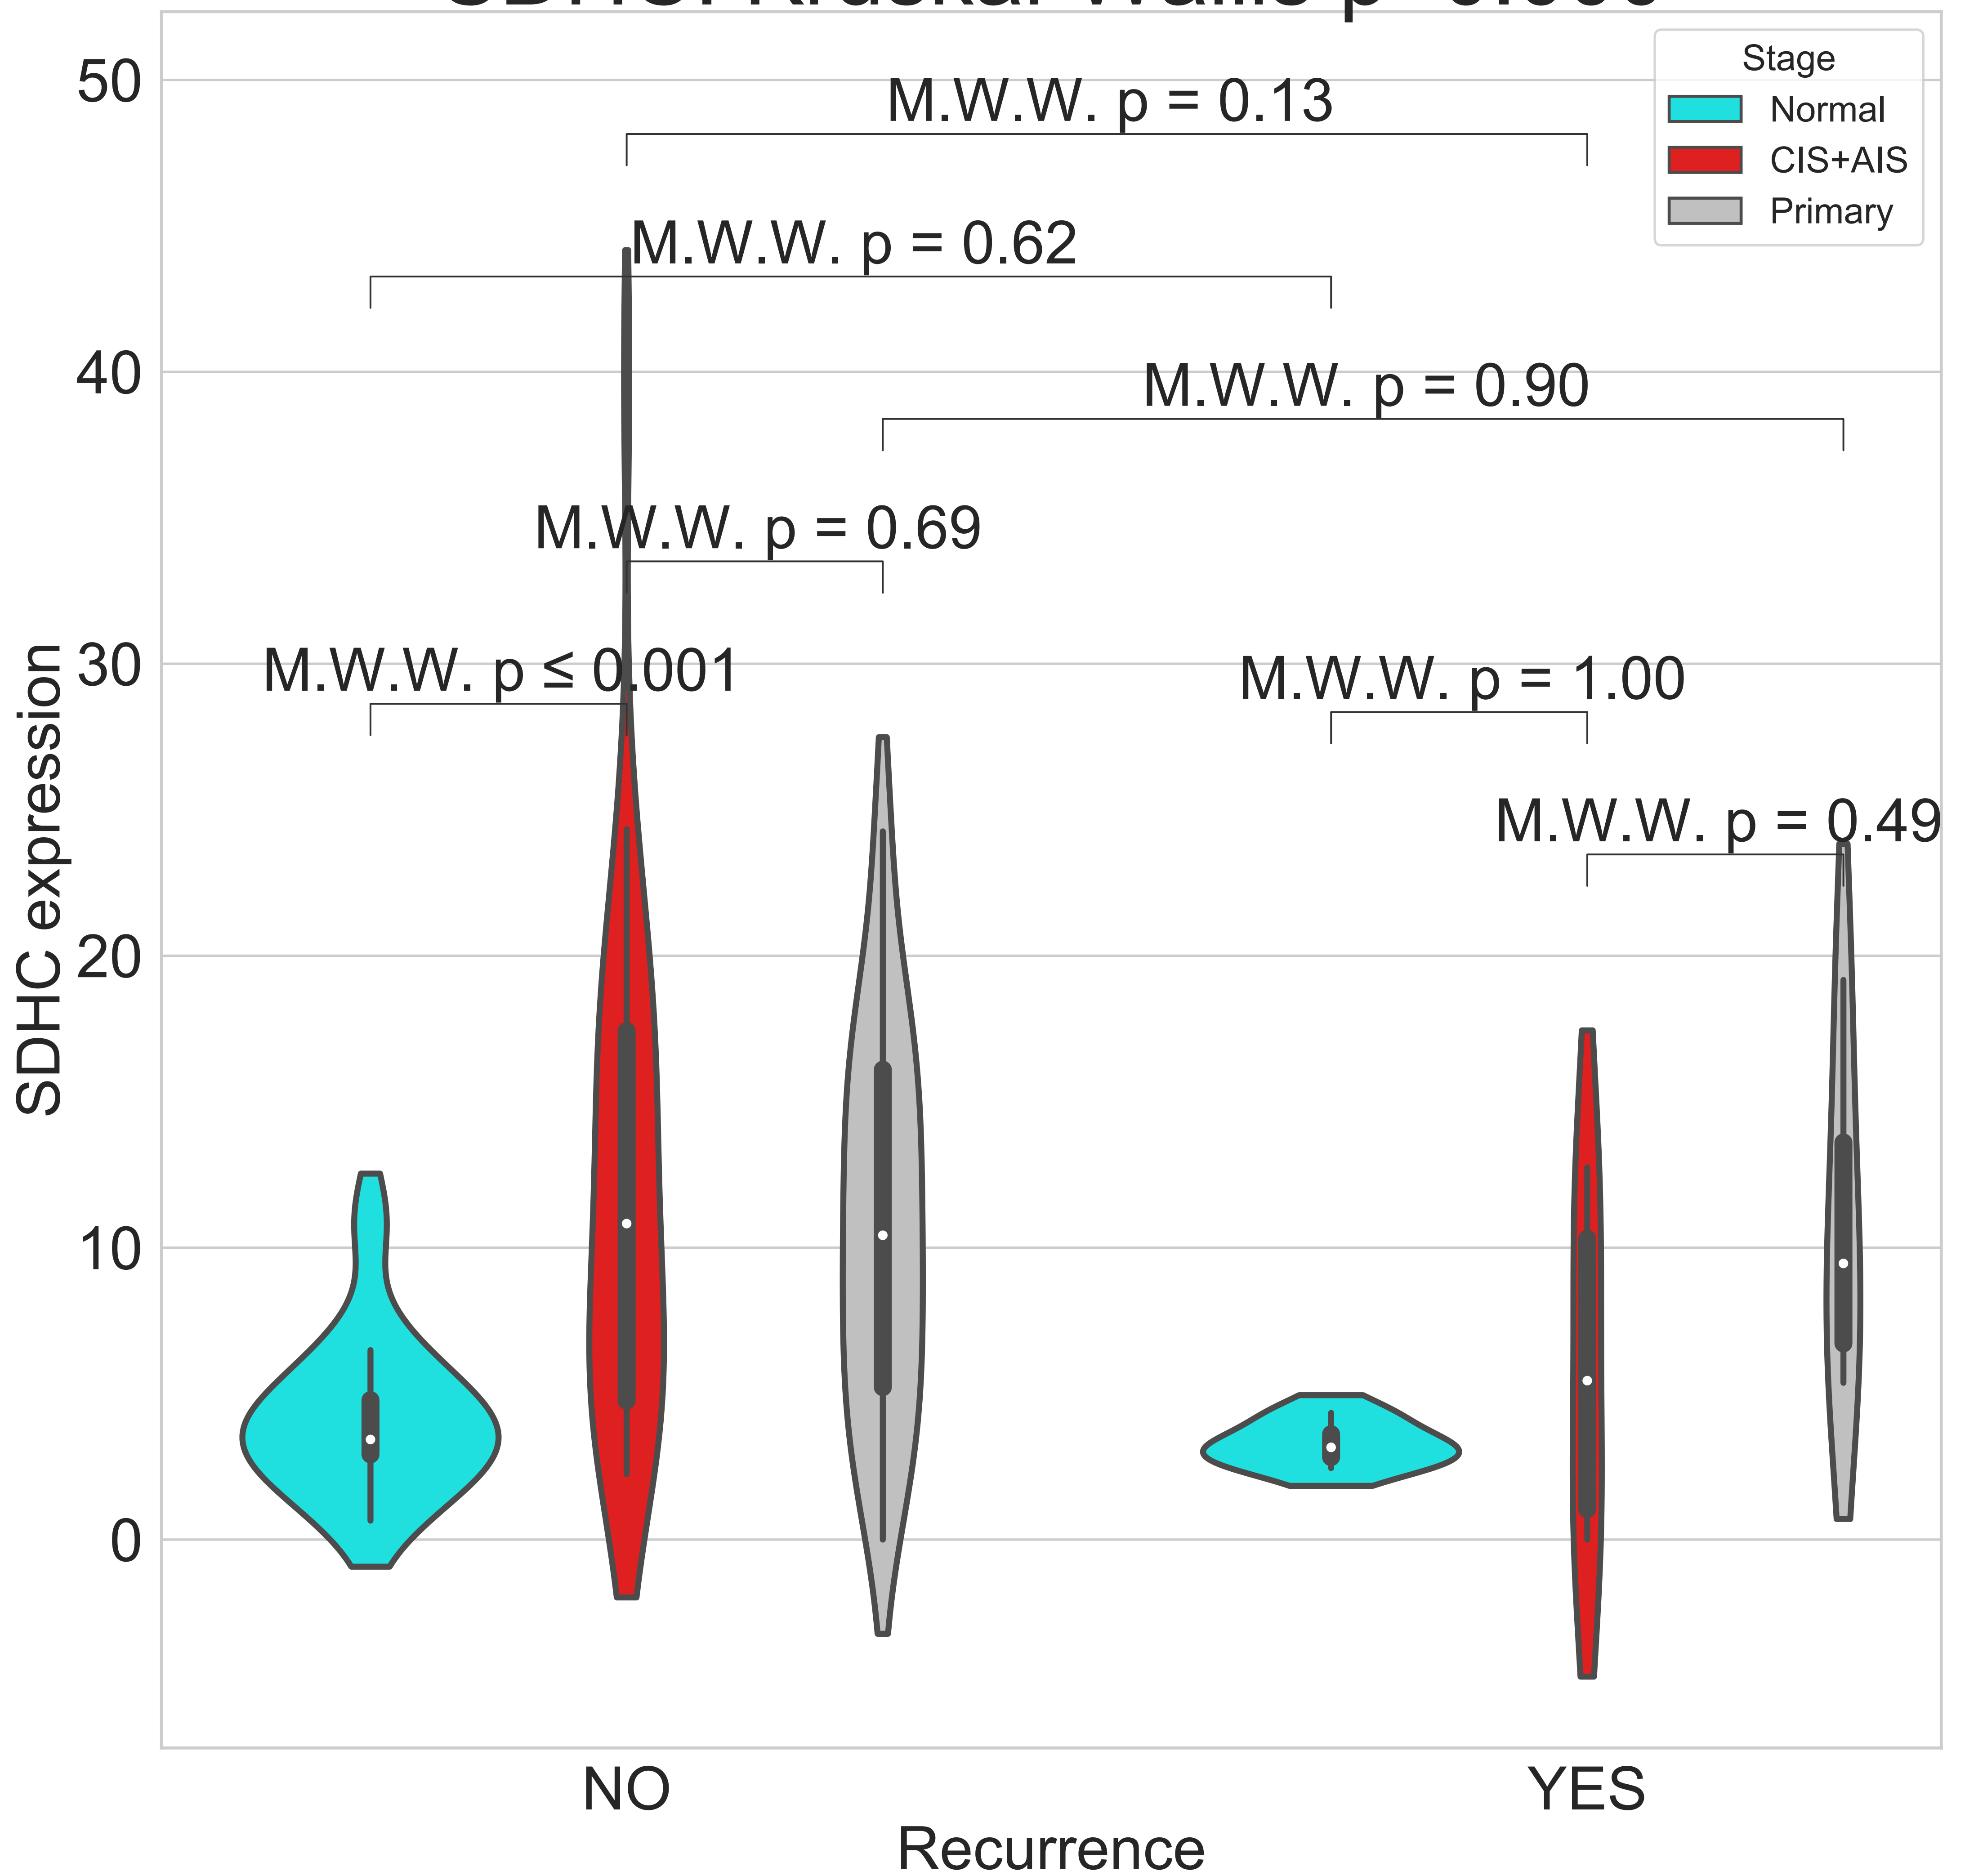 Stage
Normal
CIS+AIS
Primary
50
40
30
20
10
0
SDHC expression
M.W.W. p = 0.13
M.W.W. p = 0.62
M.W.W. p = 0.90
M.W.W. p = 0.69
M.W.W. p ≤ 0.001
M.W.W. p = 1.00
M.W.W. p = 0.49
NO
YES
Recurrence